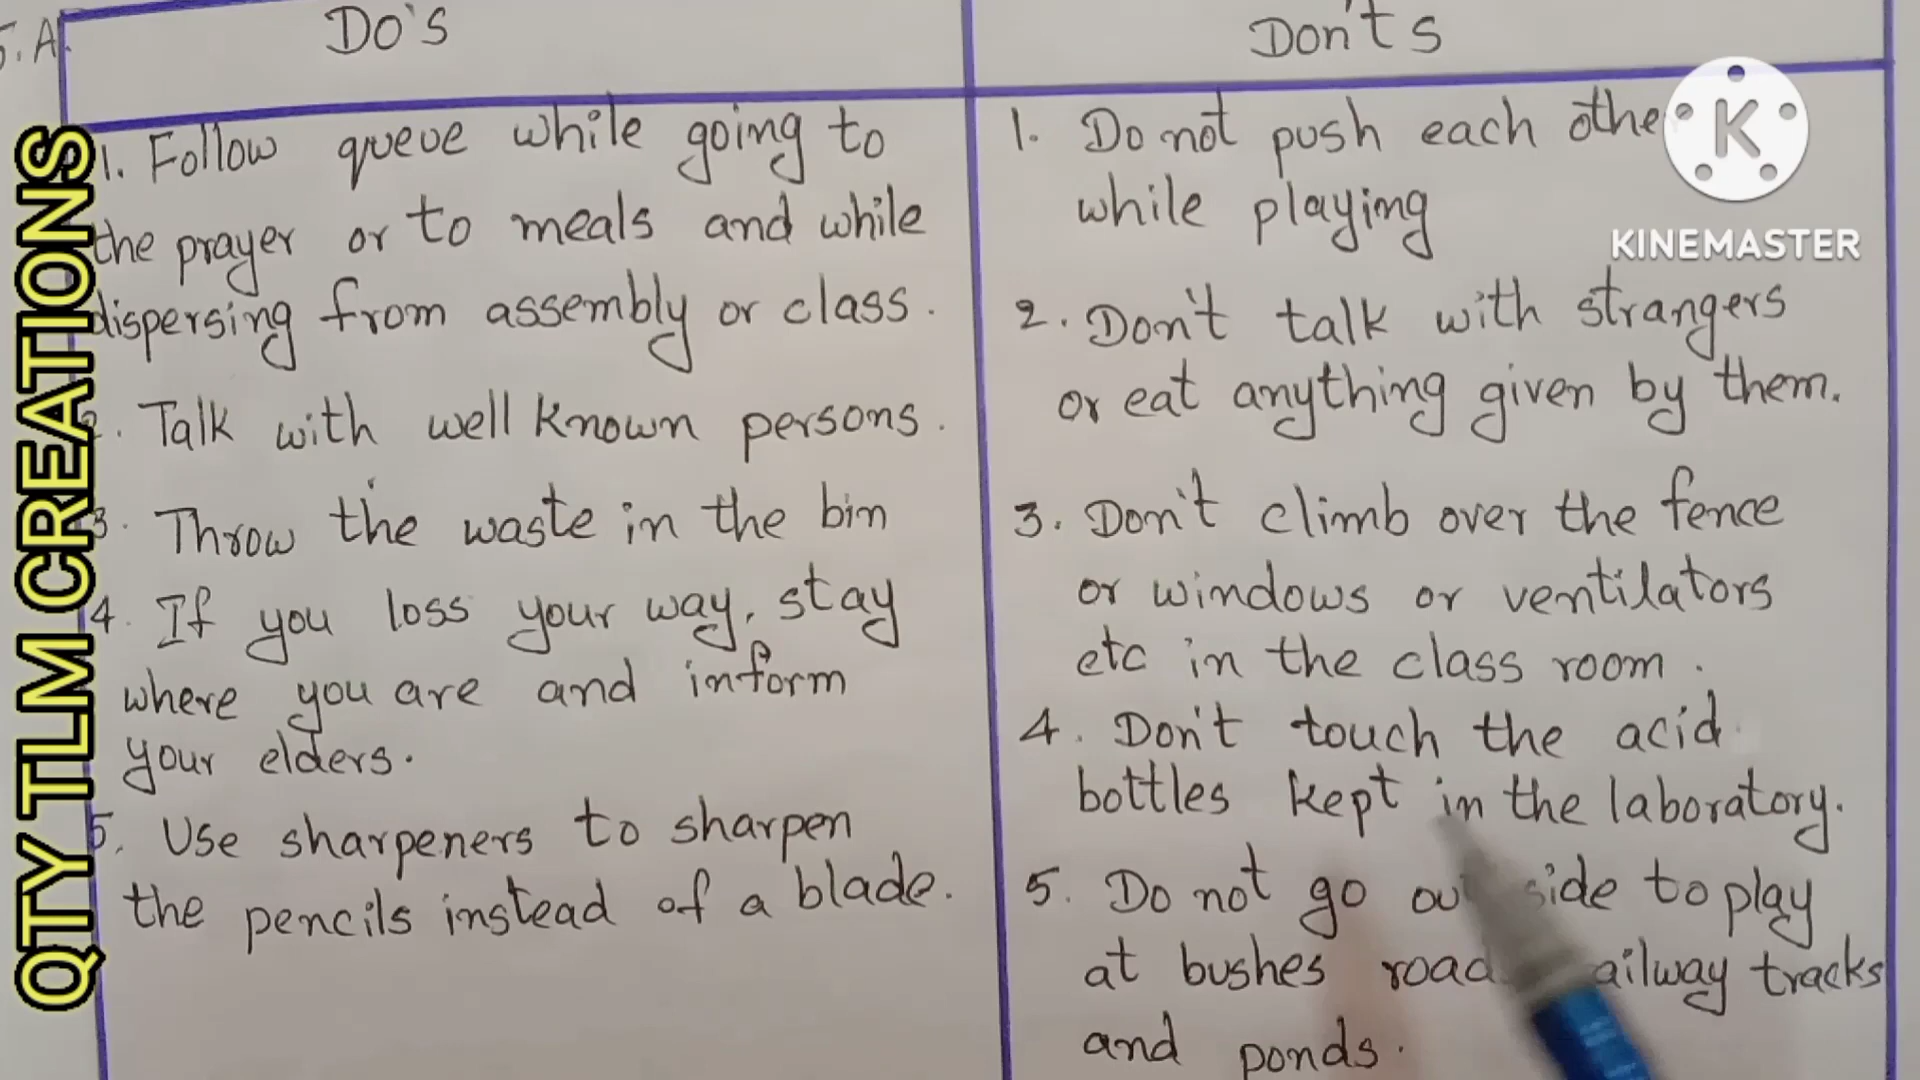 5.A.
Do's
Don'ts
1. Follow queue while going to
the prayer or to meals and while
dispersing from assembly or class.
2. Talk with well known persons.
3. Throw the waste in the bin
4. If you loss your way, stay
where you are and inform
your elders.
5. Use sharpeners to sharpen
the pencils instead of a blade.
1. Do not push each othe
while playing
2. Don't talk with strangers
or eat anything given by them.
3. Don't climb over the fence
or windows or ventilators
etc in the class room.
4. Don't touch the acid
bottles kept in the laboratory.
5. Do not go side to play
at bushes tracks
and ponds.
QTY TLM CREATIONS
K
KINEMASTER